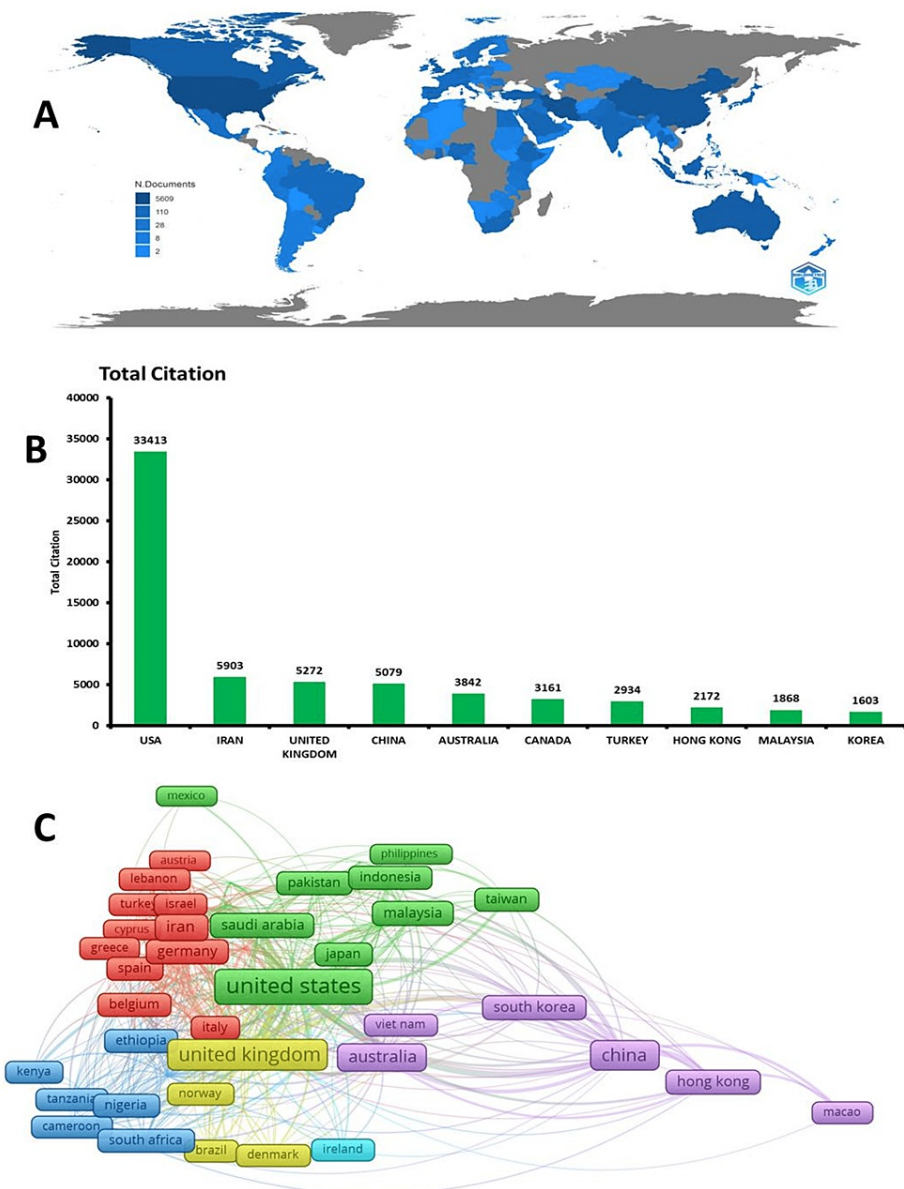 A
N.Documents
5609
110
28
8
2
Total Citation
B
Total Citation
40000
35000
30000
25000
20000
15000
10000
5000
0
33413
5903
5272
5079
3842
3161
2934
2172
1868
1603
USA
IRAN
UNITED
KINGDOM
CHINA
AUSTRALIA
CANADA
TURKEY
HONG KONG
MALAYSIA
KOREA
C
mexico
austria
philippines
lebanon
pakistan
indonesia
turkey
israel
taiwan
malaysia
cyprus
iran
saudi arabia
greece
germany
japan
spain
united states
belgium
south korea
italy
viet nam
ethiopia
united kingdom
australia
china
kenya
hong kong
tanzania
norway
nigeria
macao
cameroon
south africa
brazil
denmark
ireland